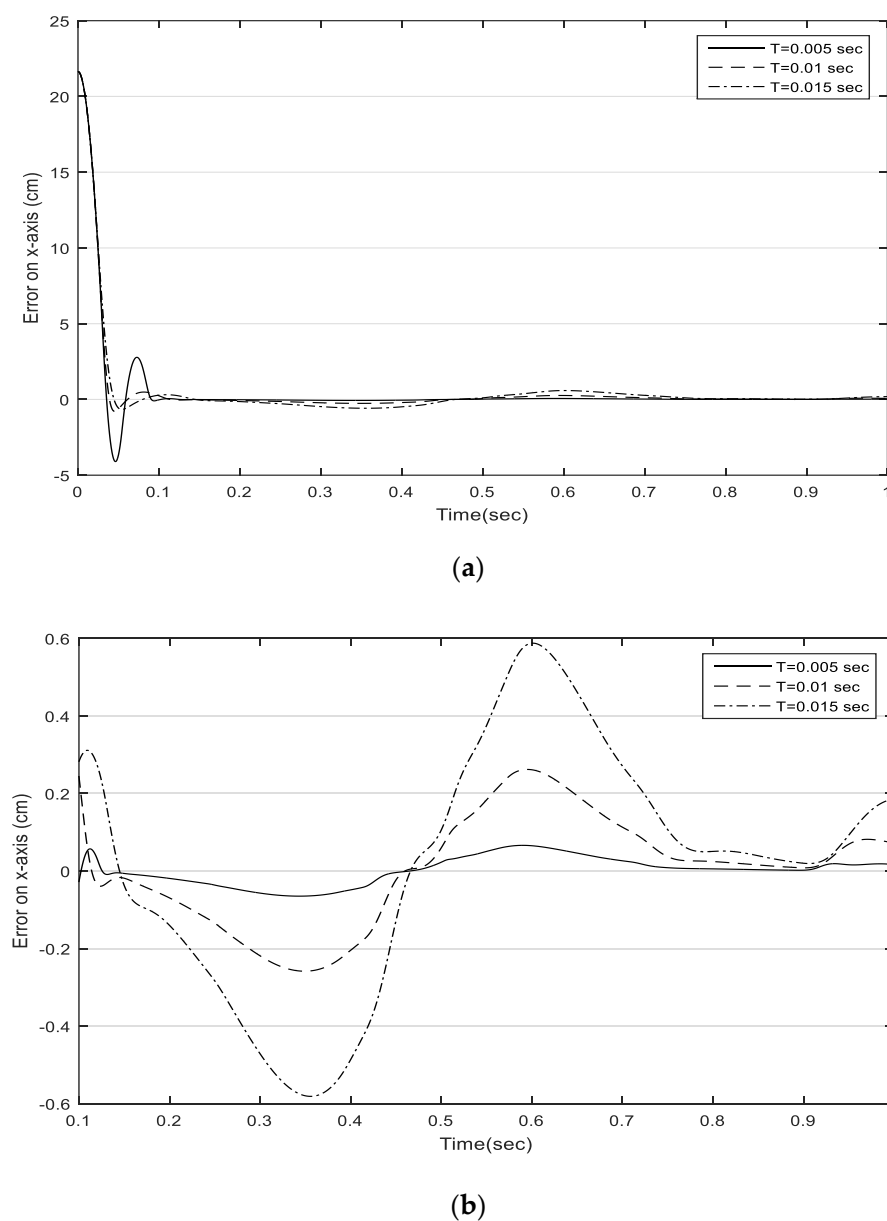 25
20
15
10
5
0
-5
Error on x-axis (cm)
T=0.005 sec
T=0.01 sec
T=0.015 sec
0 0.1 0.2 0.3 0.4 0.5 0.6 0.7 0.8 0.9 1
Time(sec)
(a)
0.6
0.4
0.2
0
-0.2
-0.4
-0.6
Error on x-axis (cm)
T=0.005 sec
T=0.01 sec
T=0.015 sec
0.1 0.2 0.3 0.4 0.5 0.6 0.7 0.8 0.9
Time(sec)
(b)